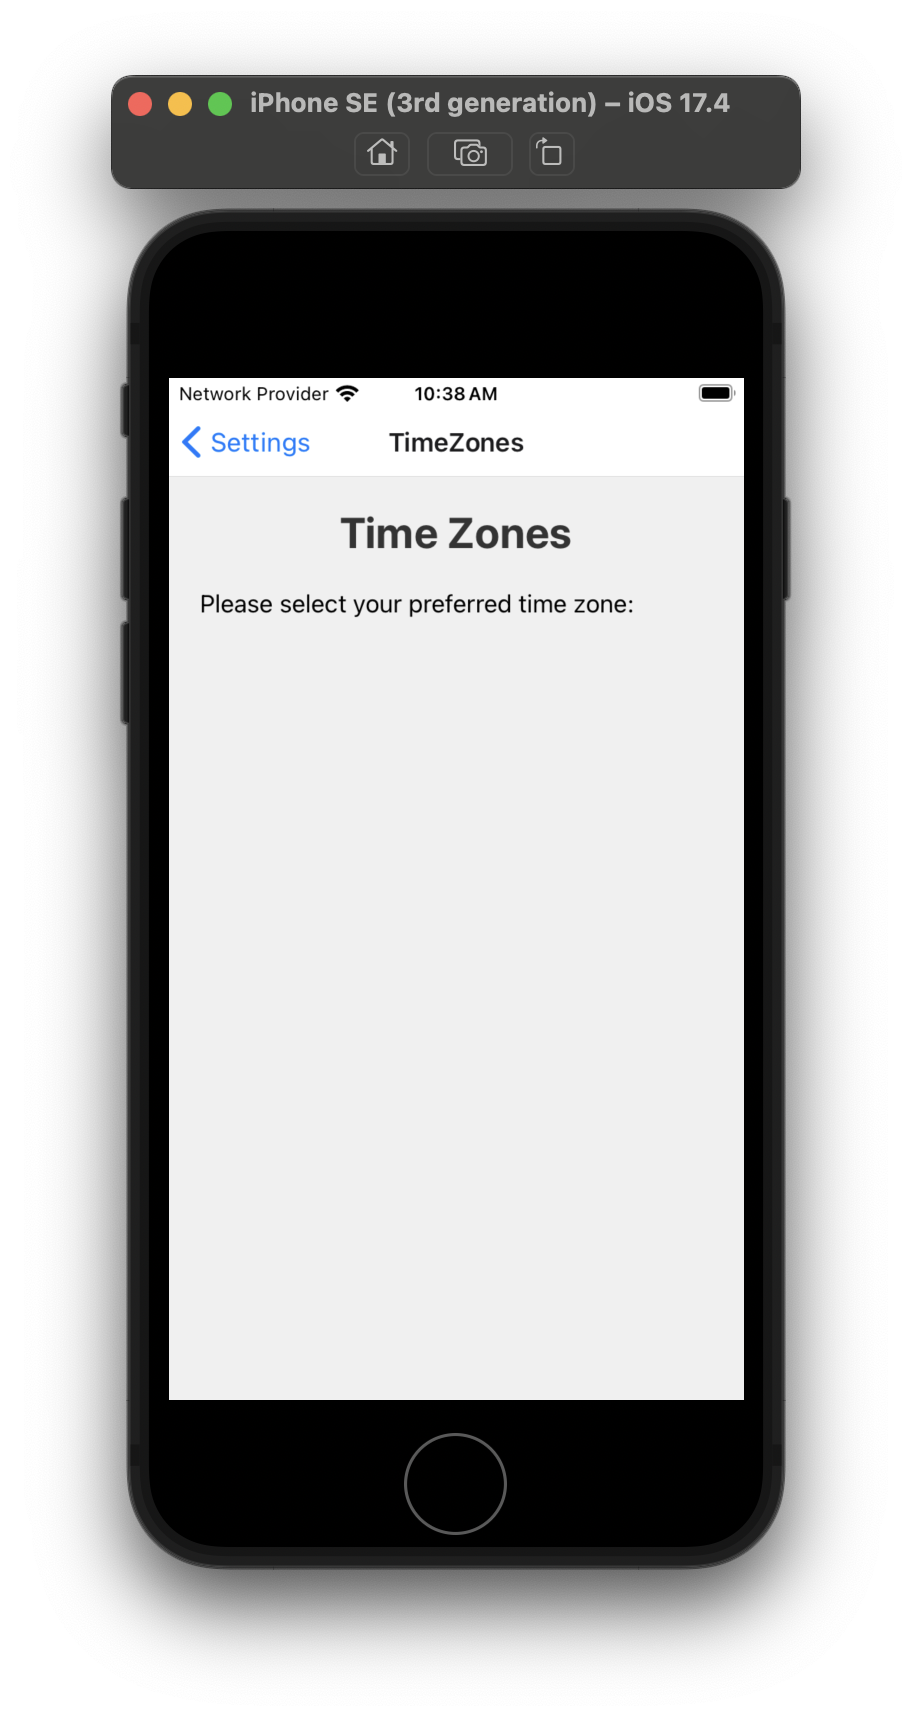 iPhone SE (3rd generation) – iOS 17.4
Network Provider 10:38 AM
Settings TimeZones
Time Zones
Please select your preferred time zone: